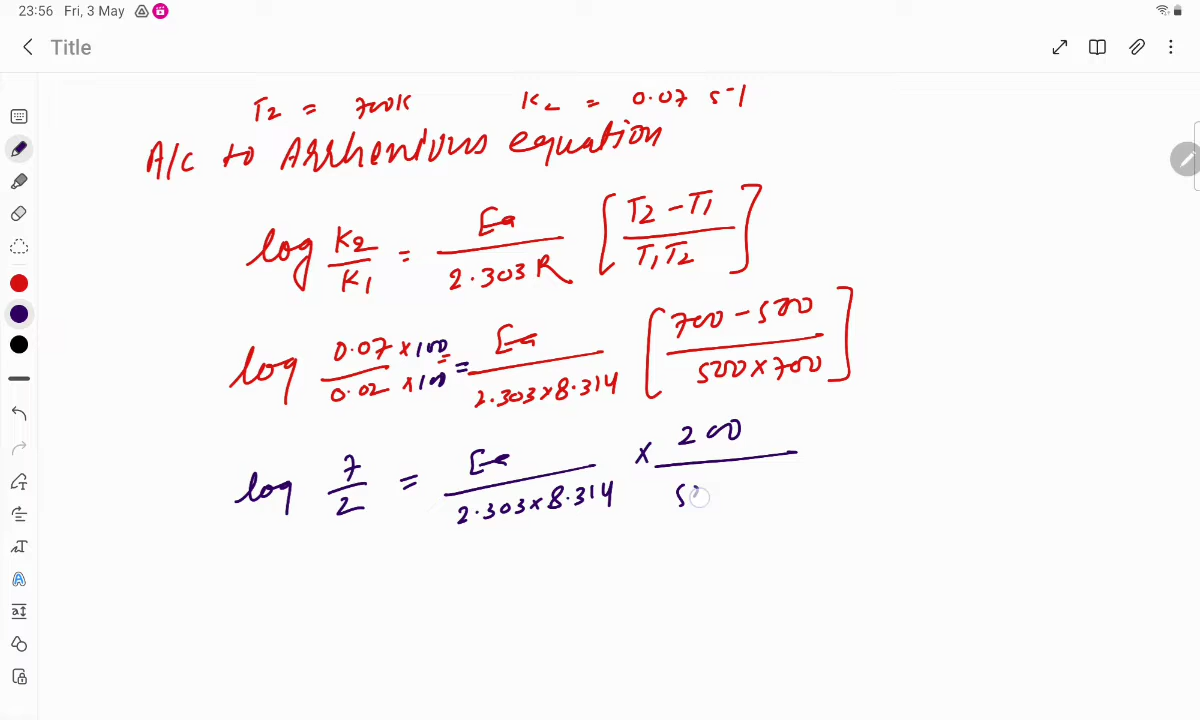 23:56 Fri, 3 May
Title
T2 = 700K K2 = 0.07 s-1
A/c to Arrhenious equation
log K2/K1 = Ea/2.303R [T2-T1/T1T2]
log 0.07×100/0.02×100 = Ea/2.303×8.314 [700-500/500×700]
log 7/2 = Ea/2.303×8.314 × 200/5